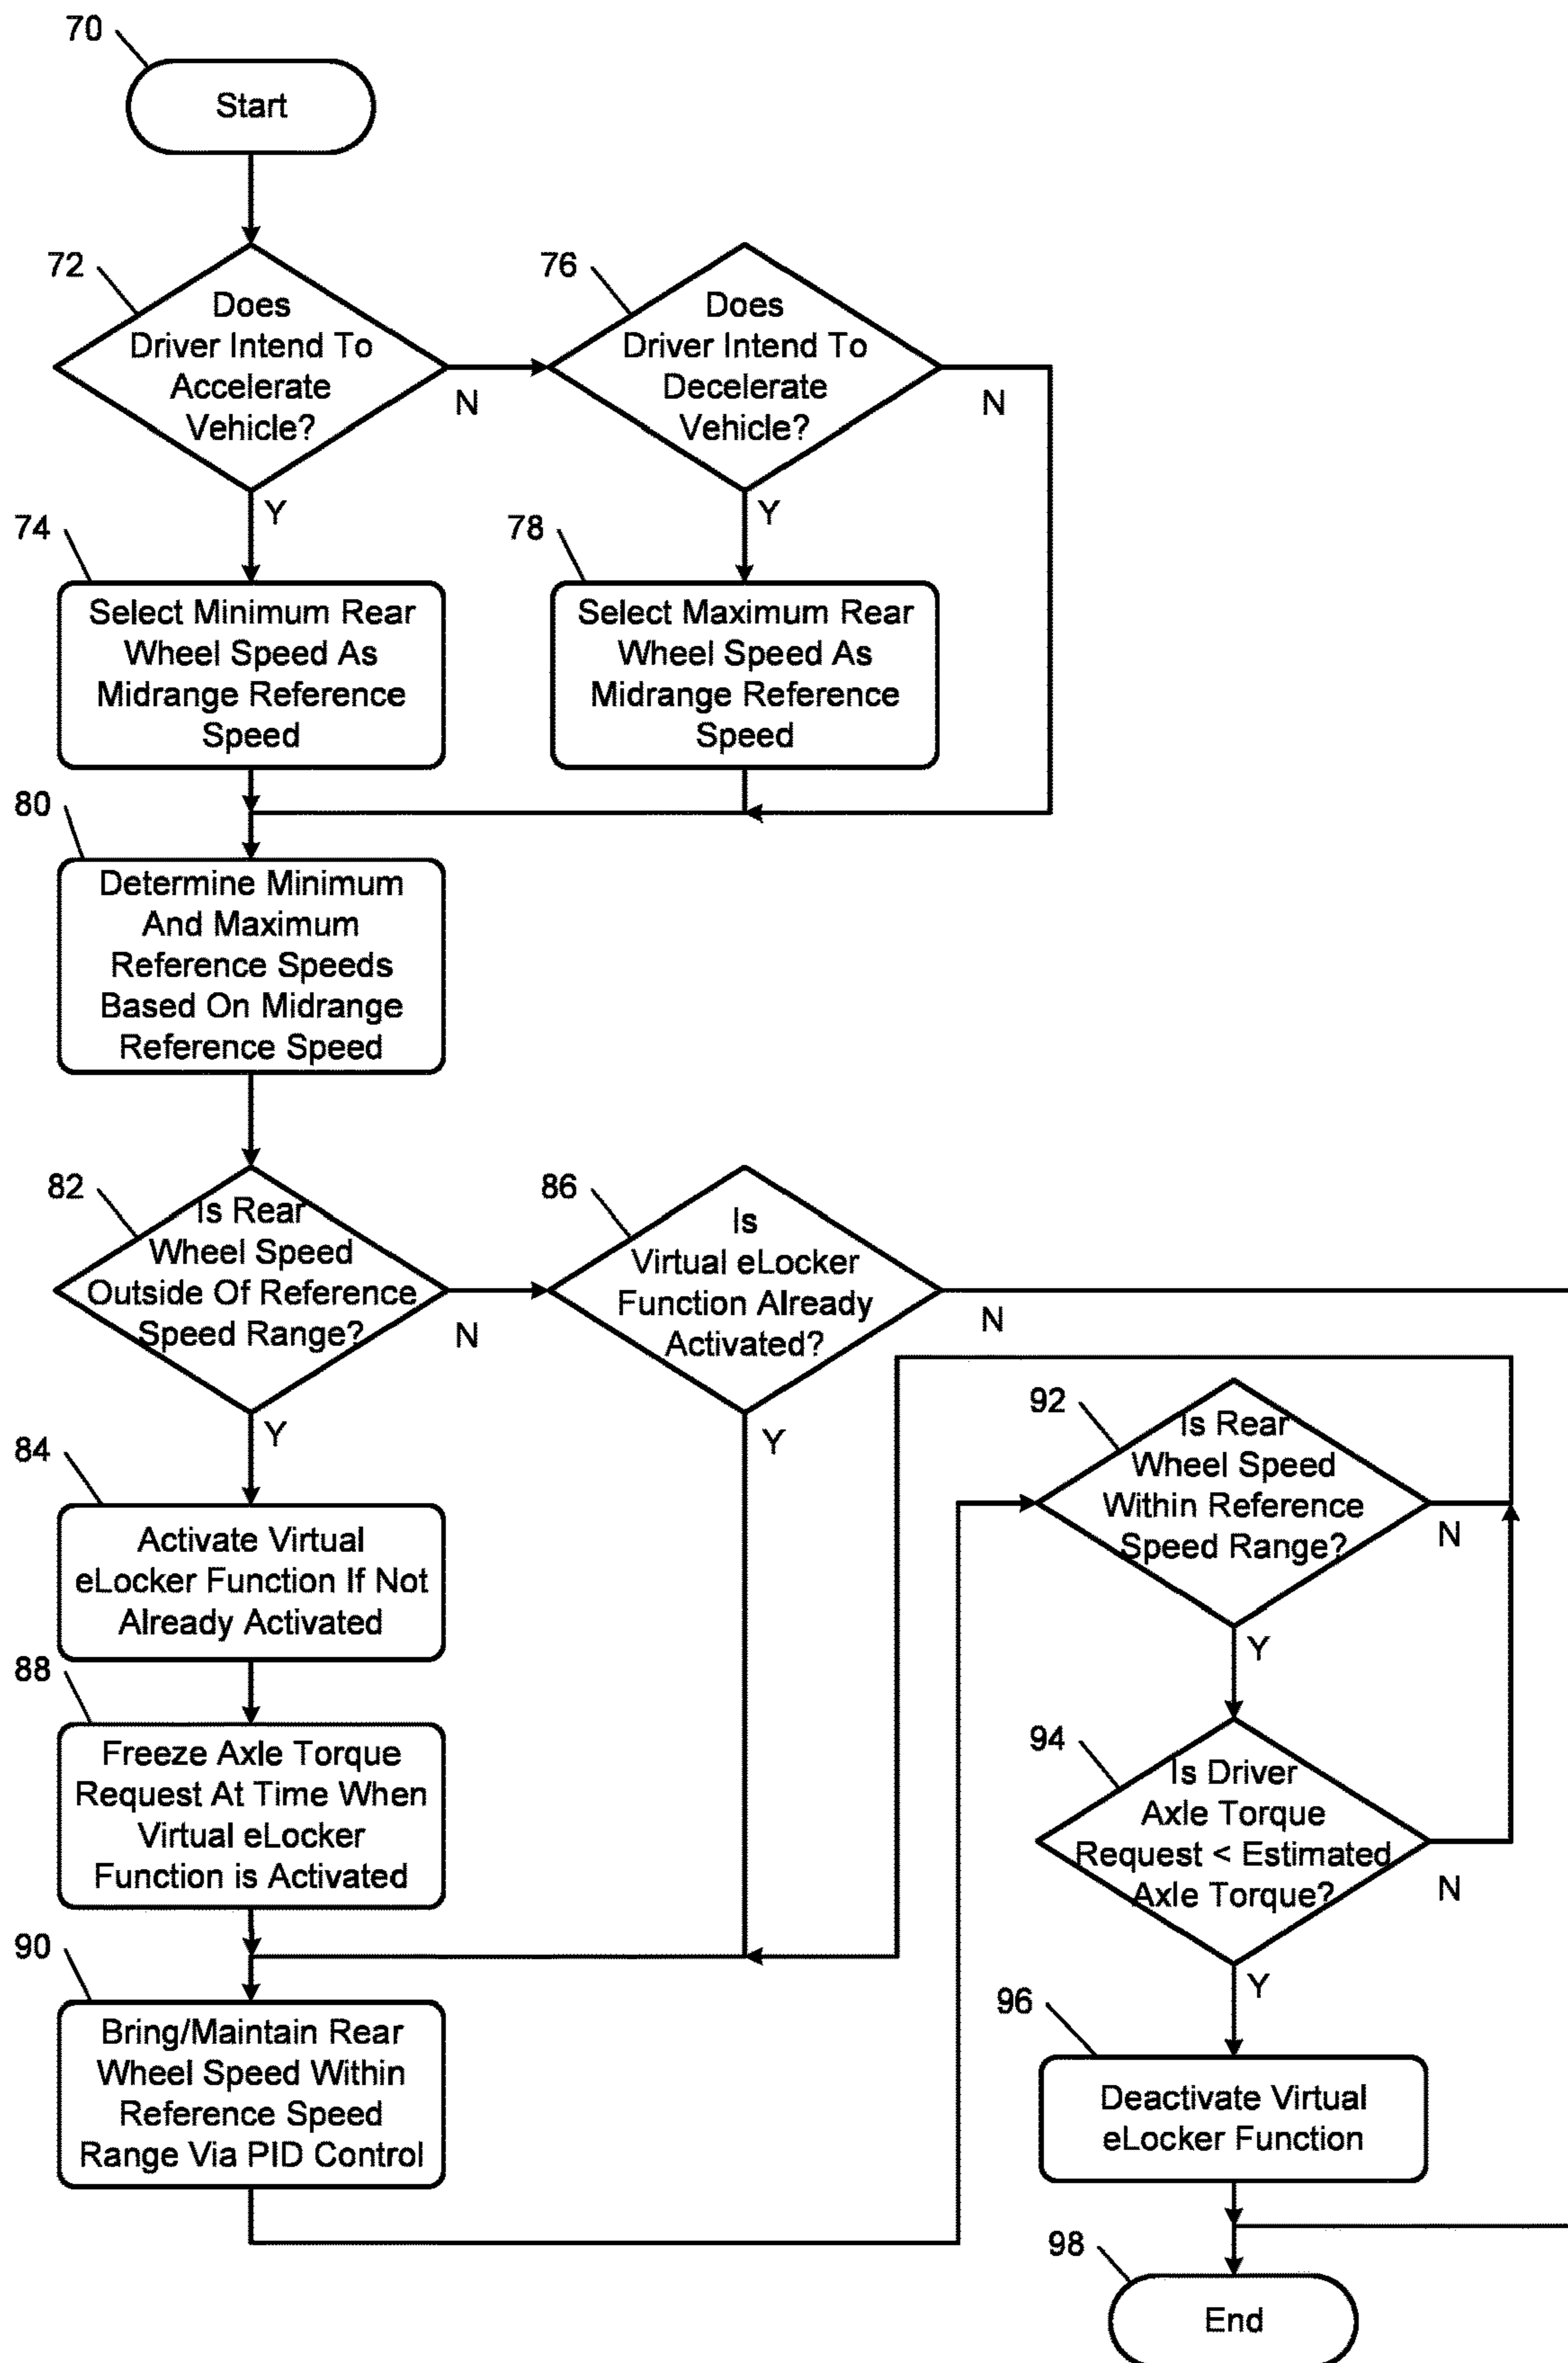 70
Start
72
Does
Driver Intend To
Accelerate
Vehicle?
N
Y
76
Does
Driver Intend To
Decelerate
Vehicle?
N
Y
74
Select Minimum Rear
Wheel Speed As
Midrange Reference
Speed
78
Select Maximum Rear
Wheel Speed As
Midrange Reference
Speed
80
Determine Minimum
And Maximum
Reference Speeds
Based On Midrange
Reference Speed
82
Is Rear
Wheel Speed
Outside Of Reference
Speed Range?
N
Y
86
Is
Virtual eLocker
Function Already
Activated?
N
Y
84
Activate Virtual
eLocker Function If Not
Already Activated
88
Freeze Axle Torque
Request At Time When
Virtual eLocker
Function is Activated
90
Bring/Maintain Rear
Wheel Speed Within
Reference Speed
Range Via PID Control
92
Is Rear
Wheel Speed
Within Reference
Speed Range?
N
Y
94
Is Driver
Axle Torque
Request < Estimated
Axle Torque?
N
Y
96
Deactivate Virtual
eLocker Function
98
End